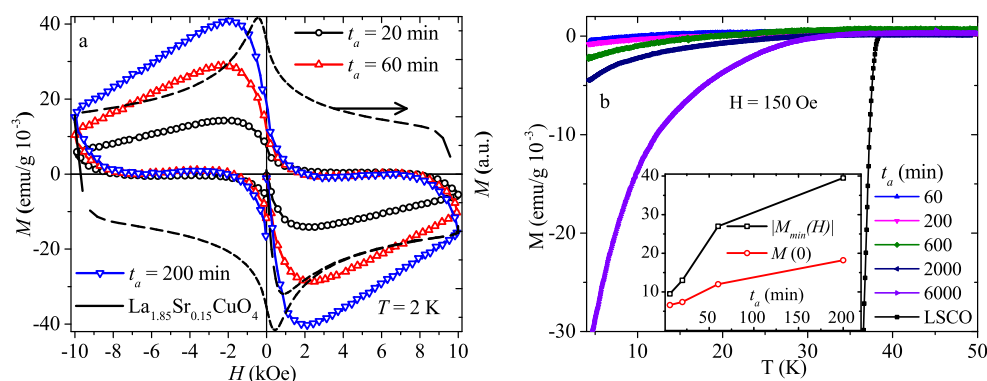 a
t_a = 20 min
t_a = 60 min
t_a = 200 min
La1.85Sr0.15CuO4
T = 2 K
40
20
0
-20
-40
M (emu/g 10^-3)
M (a.u.)
-10 -8 -6 -4 -2 0 2 4 6 8 10
H (kOe)
b
H = 150 Oe
0
-10
-20
-30
M (emu/g 10^-3)
10 20 30 40 50
T (K)
t_a (min)
60
200
600
2000
6000
LSCO
40
30
20
10
|M_min(H)|
M (0)
t_a (min)
50 100 150 200